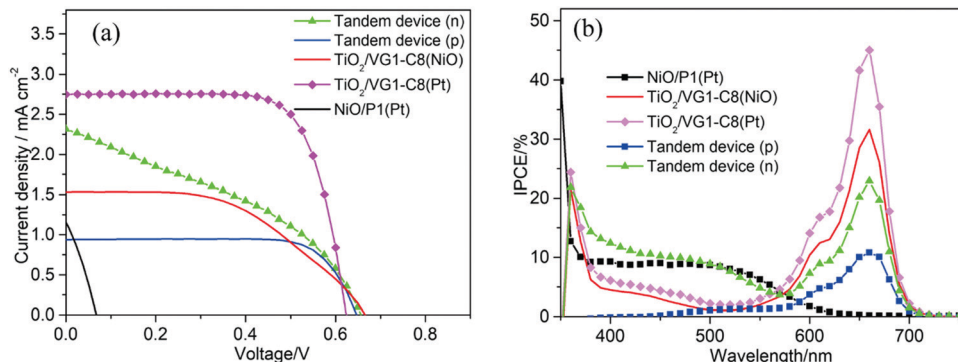 (a)
Tandem device (n)
Tandem device (p)
TiO2/VG1-C8(NiO)
TiO2/VG1-C8(Pt)
NiO/P1(Pt)
Current density / mA cm-2
3.5
3.0
2.5
2.0
1.5
1.0
0.5
0.0
0.0 0.2 0.4 0.6 0.8
Voltage/V
(b)
NiO/P1(Pt)
TiO2/VG1-C8(NiO)
TiO2/VG1-C8(Pt)
Tandem device (p)
Tandem device (n)
IPCE/%
50
40
30
20
10
0
400 500 600 700
Wavelength/nm